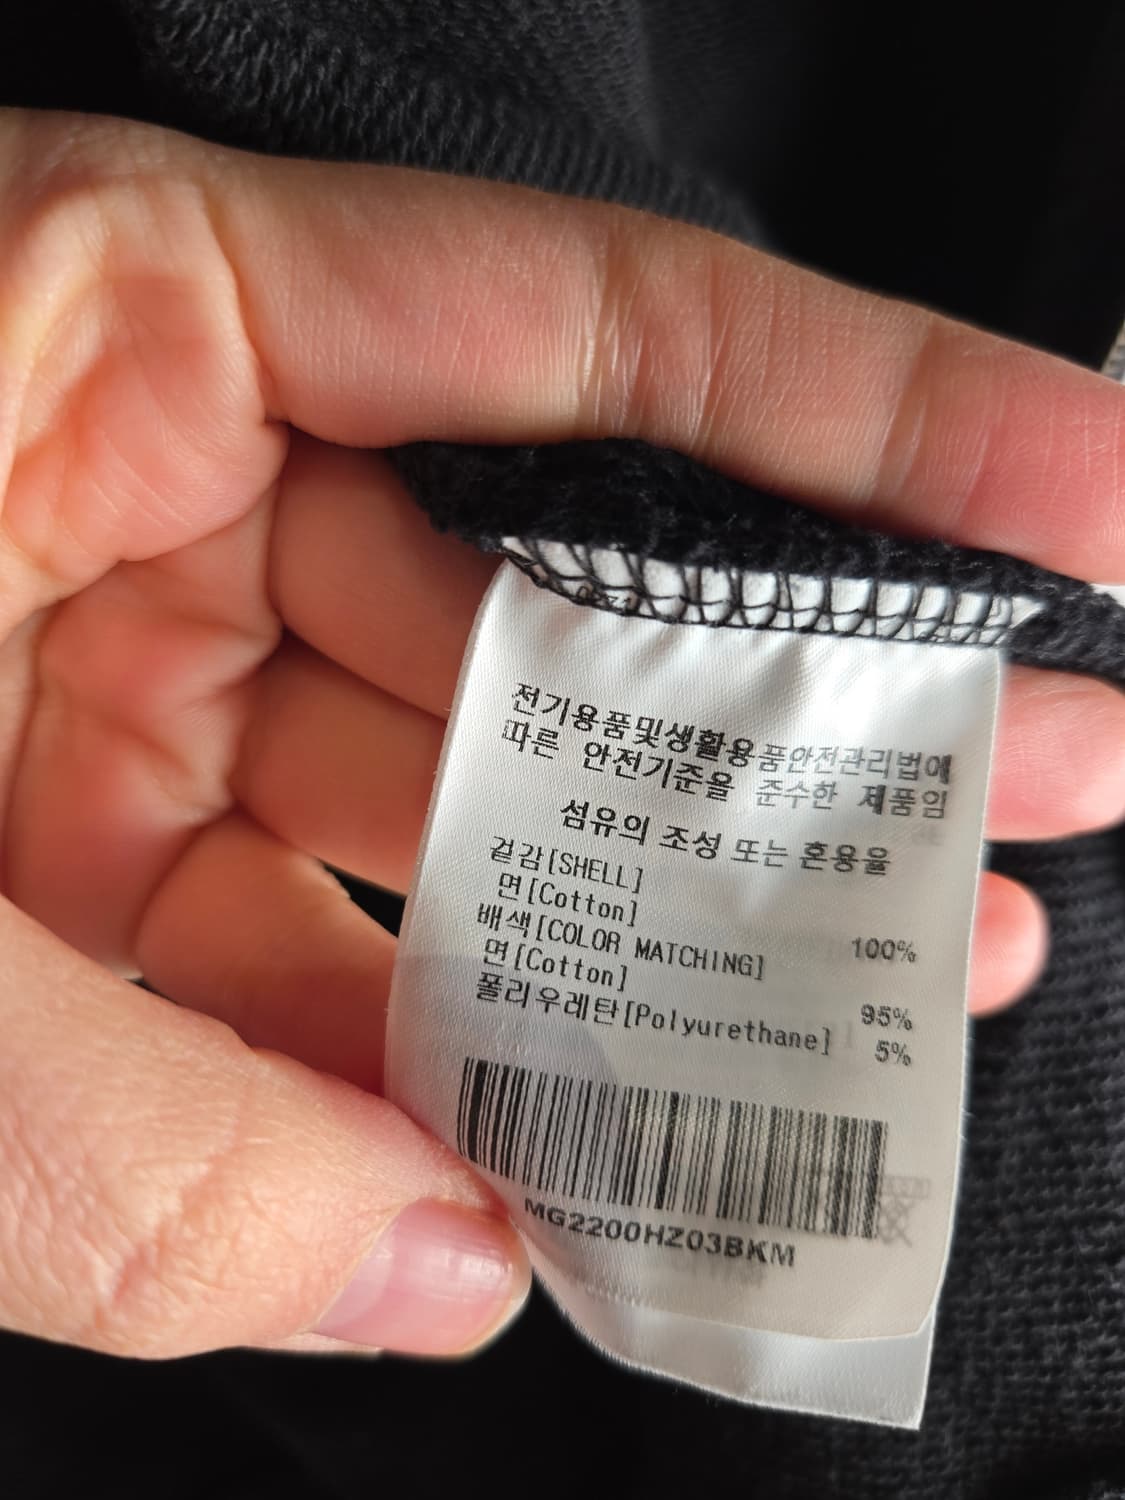 전기용품및생활용품안전관리법에
따른 안전기준을 준수한 제품임
섬유의 조성 또는 혼용율
겉감[SHELL]
면[Cotton] 100%
배색[COLOR MATCHING]
면[Cotton] 95%
폴리우레탄[Polyurethane] 5%
MG2200HZ03BKM